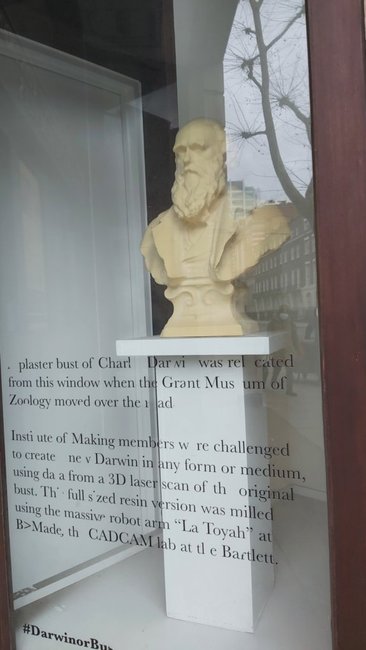 . plaster bust of Charl Dar vi was rel cated
from this window when the Grant Mus um of
Zoology moved over the r ad
Insti ute of Making members w re challenged
to create ne v Darwin in any form or medium,
using da a from a 3D laser scan of th original
bust. Th full s zed resin version was milled
using the massive robot arm “La Toyah” at
B>Made, th CADCAM lab at tl e Bartlett.
#DarwinorBu